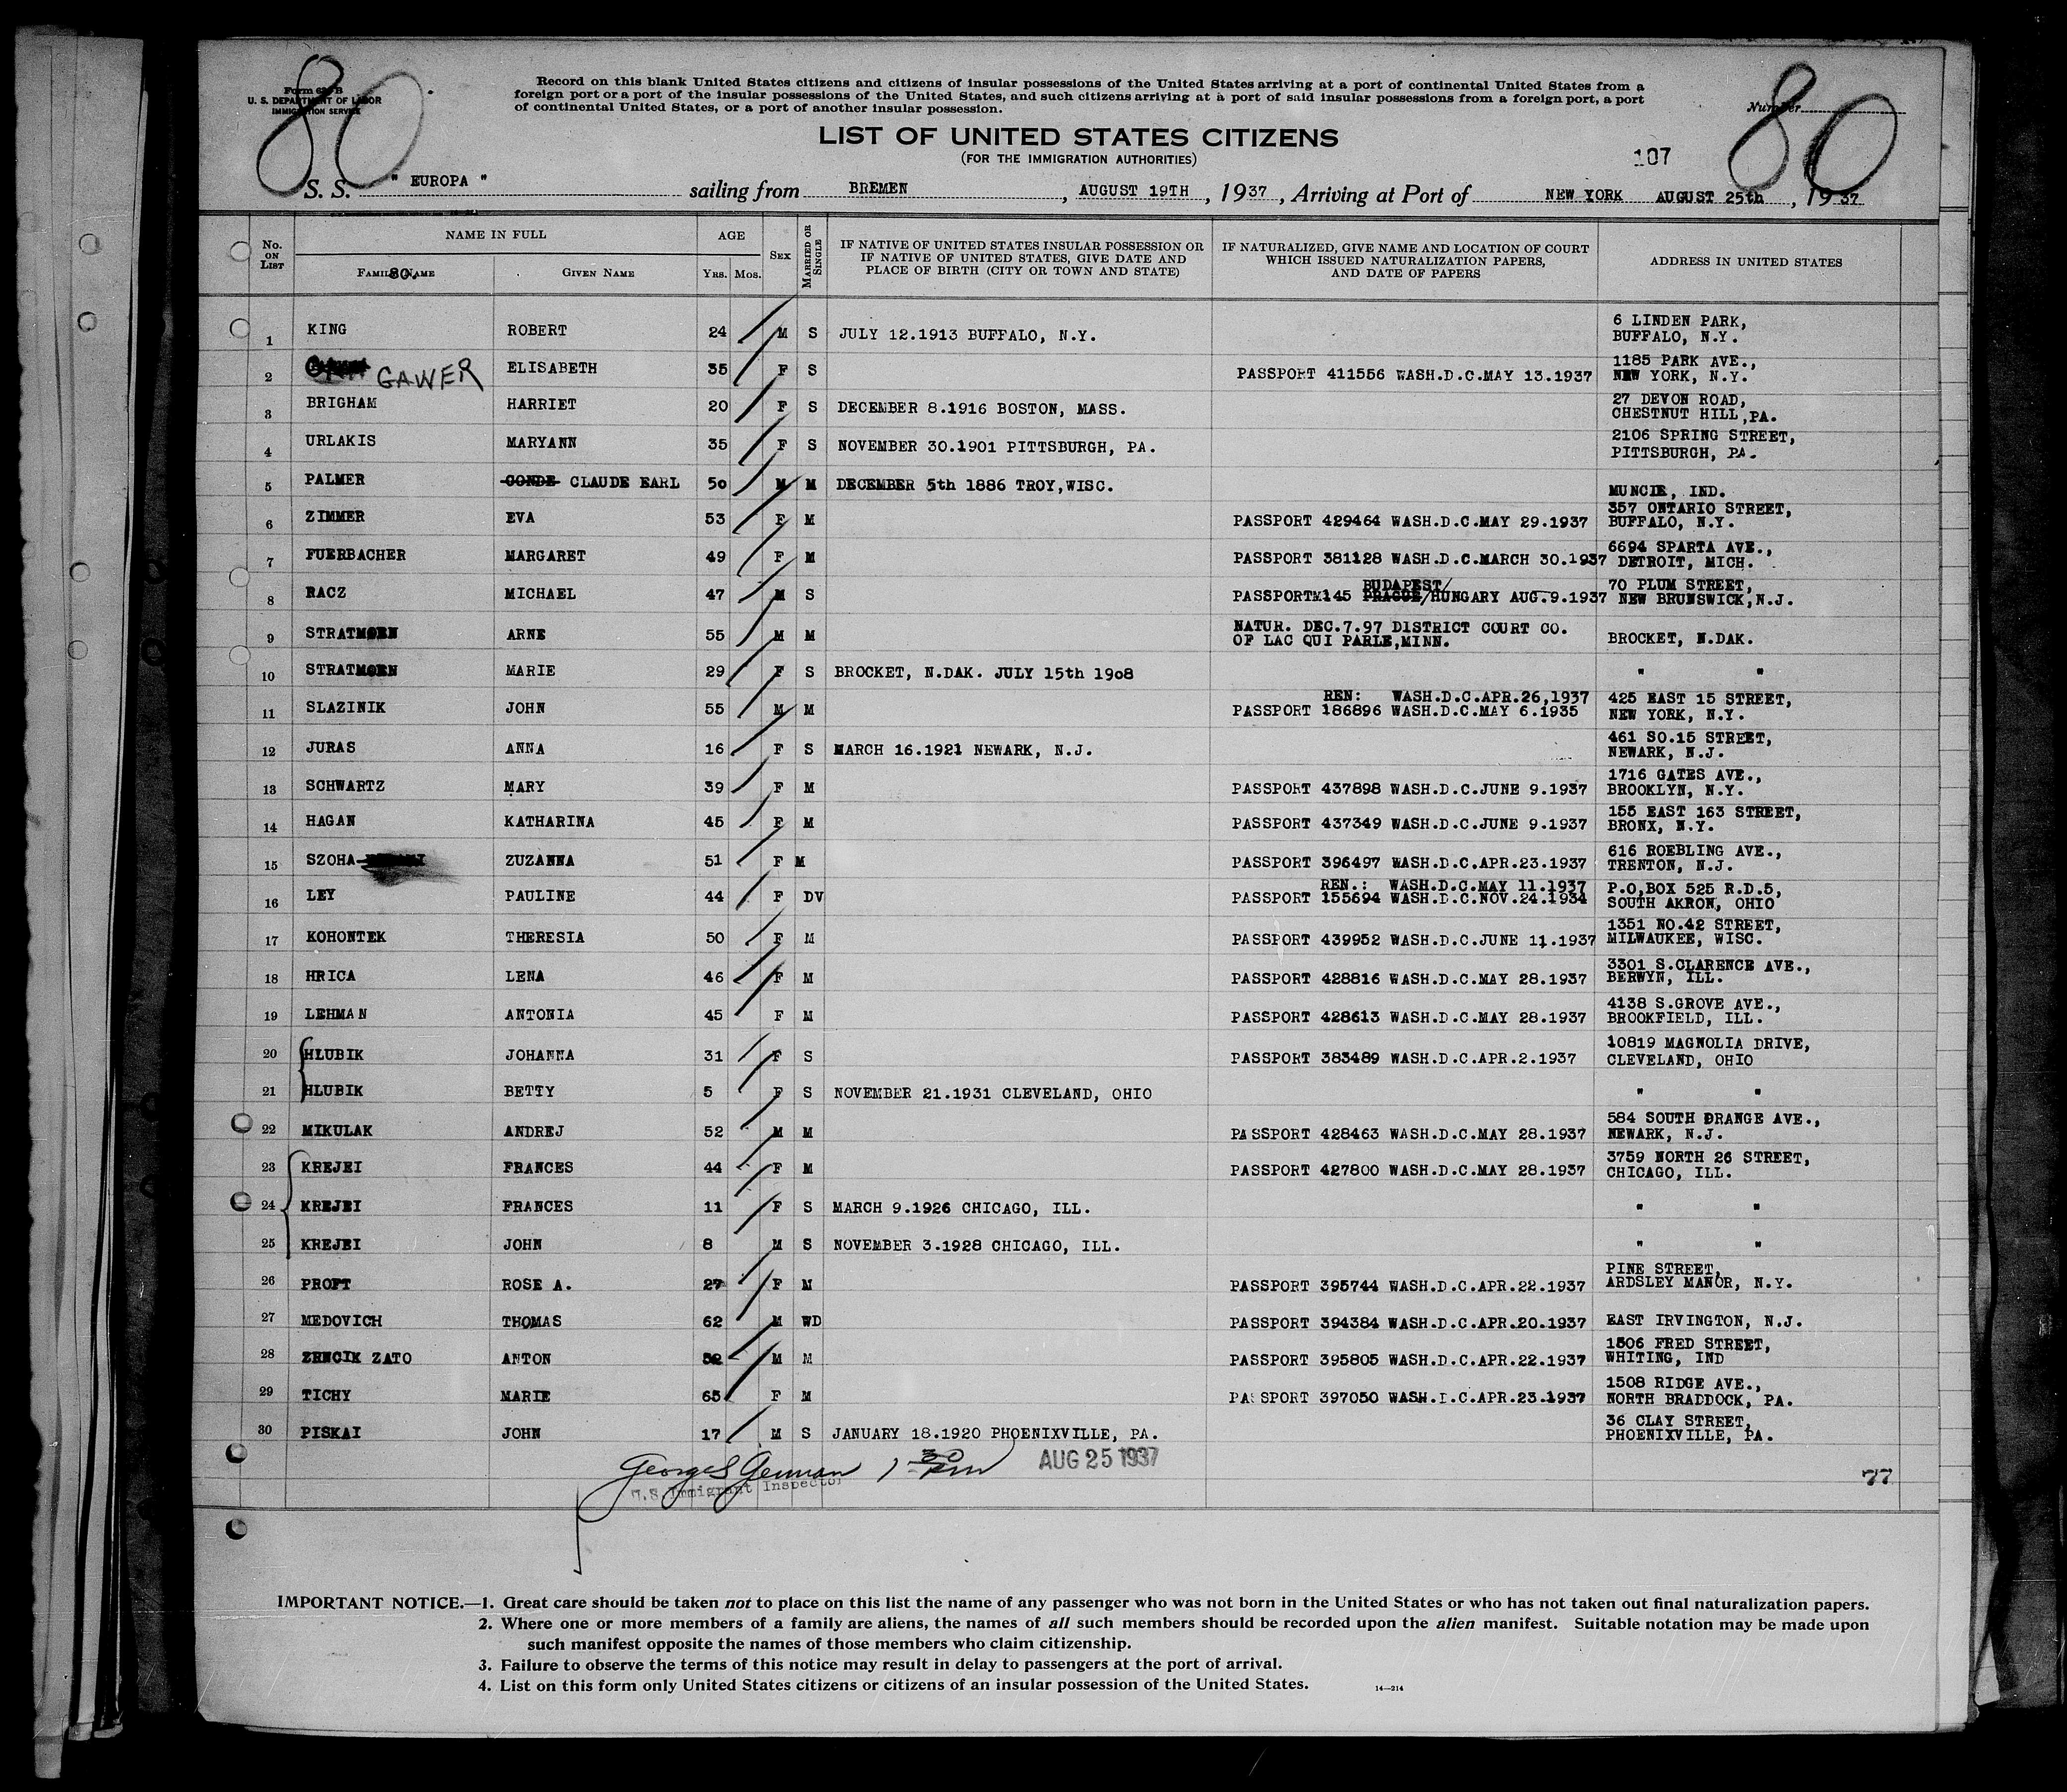 80
80
Form 630 B
U. S. DEPARTMENT OF LABOR
IMMIGRATION SERVICE
Record on this blank United States citizens and citizens of insular possessions of the United States arriving at a port of continental United States from a
foreign port or a port of the insular possessions of the United States, and such citizens arriving at a port of said insular possessions from a foreign port, a port
of continental United States, or a port of another insular possession.
Number
LIST OF UNITED STATES CITIZENS
(FOR THE IMMIGRATION AUTHORITIES)
107
S. S. " EUROPA " sailing from BREMEN, AUGUST 19TH, 1937, Arriving at Port of NEW YORK AUGUST 25th, 1937
No. ON LIST NAME IN FULL AGE SEX MARRIED OR SINGLE IF NATIVE OF UNITED STATES INSULAR POSSESSION OR IF NATIVE OF UNITED STATES, GIVE DATE AND PLACE OF BIRTH (CITY OR TOWN AND STATE) IF NATURALIZED, GIVE NAME AND LOCATION OF COURT WHICH ISSUED NATURALIZATION PAPERS, AND DATE OF PAPERS ADDRESS IN UNITED STATES
FAMILY NAME 80. GIVEN NAME YRS. MOS.
1 KING ROBERT 24 M S JULY 12.1913 BUFFALO, N.Y. 6 LINDEN PARK, BUFFALO, N.Y.
2 GAWER ELISABETH 35 F S PASSPORT 411556 WASH.D.C.MAY 13.1937 1185 PARK AVE., NEW YORK, N.Y.
3 BRIGHAM HARRIET 20 F S DECEMBER 8.1916 BOSTON, MASS. 27 DEVON ROAD, CHESTNUT HILL,PA.
4 URLAKIS MARYANN 35 F S NOVEMBER 30.1901 PITTSBURGH, PA. 2106 SPRING STREET, PITTSBURGH, PA.
5 PALMER CONDE CLAUDE EARL 50 M M DECEMBER 5th 1886 TROY,WISC. MUNCIE, IND.
6 ZIMMER EVA 53 F M PASSPORT 429464 WASH.D.C.MAY 29.1937 357 ONTARIO STREET, BUFFALO, N.Y.
7 FUERBACHER MARGARET 49 F M PASSPORT 381128 WASH.D.C.MARCH 30.1937 6694 SPARTA AVE., DETROIT, MICH.
8 RACZ MICHAEL 47 M S PASSPORT 145 PRAGUE BUDAPEST/HUNGARY AUG.9.1937 70 PLUM STREET, NEW BRUNSWICK,N.J.
9 STRATMOEN ARNE 55 M M NATUR. DEC.7.97 DISTRICT COURT CO. OF LAC QUI PARLE,MINN. BROCKET, N.DAK.
10 STRATMOEN MARIE 29 F S BROCKET, N.DAK. JULY 15th 1908 " "
11 SLAZINIK JOHN 55 M M REN: WASH.D.C.APR.26,1937 PASSPORT 186896 WASH.D.C.MAY 6.1935 425 EAST 15 STREET, NEW YORK, N.Y.
12 JURAS ANNA 16 F S MARCH 16.1921 NEWARK, N.J. 461 SO.15 STREET, NEWARK, N.J.
13 SCHWARTZ MARY 39 F M PASSPORT 437898 WASH.D.C.JUNE 9.1937 1716 GATES AVE., BROOKLYN, N.Y.
14 HAGAN KATHARINA 45 F M PASSPORT 437349 WASH.D.C.JUNE 9.1937 155 EAST 163 STREET, BRONX, N.Y.
15 SZOHA ZUZANNA 51 F M PASSPORT 396497 WASH.D.C.APR.23.1937 616 ROEBLING AVE., TRENTON, N.J.
16 LEY PAULINE 44 F DV REN.: WASH.D.C.MAY 11.1937 PASSPORT 155694 WASH.D.C.NOV.24.1934 P.O,BOX 525 R.D.5, SOUTH AKRON, OHIO
17 KOHONTEK THERESIA 50 F M PASSPORT 439952 WASH.D.C.JUNE 11.1937 1351 NO.42 STREET, MILWAUKEE, WISC.
18 HRICA LENA 46 F M PASSPORT 428816 WASH.D.C.MAY 28.1937 3301 S.CLARENCE AVE., BERWYN, ILL.
19 LEHMAN ANTONIA 45 F M PASSPORT 428613 WASH.D.C.MAY 28.1937 4138 S.GROVE AVE., BROOKFIELD, ILL.
20 HLUBIK JOHANNA 31 F S PASSPORT 383489 WASH.D.C.APR.2.1937 10819 MAGNOLIA DRIVE, CLEVELAND, OHIO
21 HLUBIK BETTY 5 F S NOVEMBER 21.1931 CLEVELAND, OHIO " "
22 MIKULAK ANDREJ 52 M M PASSPORT 428463 WASH.D.C.MAY 28.1937 584 SOUTH ORANGE AVE., NEWARK, N.J.
23 KREJEI FRANCES 44 F M PASSPORT 427800 WASH.D.C.MAY 28.1937 3759 NORTH 26 STREET, CHICAGO, ILL.
24 KREJEI FRANCES 11 F S MARCH 9.1926 CHICAGO, ILL. " "
25 KREJEI JOHN 8 M S NOVEMBER 3.1928 CHICAGO, ILL. " "
26 PROFT ROSE A. 27 F M PASSPORT 395744 WASH.D.C.APR.22.1937 PINE STREET, ARDSLEY MANOR, N.Y.
27 MEDOVICH THOMAS 62 M WD PASSPORT 394384 WASH.D.C.APR.20.1937 EAST IRVINGTON, N.J.
28 ZRNCIK ZATO ANTON 52 M M PASSPORT 395805 WASH.D.C.APR.22.1937 1506 FRED STREET, WHITING, IND
29 TICHY MARIE 65 F M PASSPORT 397050 WASH.D.C.APR.23.1937 1508 RIDGE AVE., NORTH BRADDOCK, PA.
30 PISKAI JOHN 17 M S JANUARY 18.1920 PHOENIXVILLE, PA. 36 CLAY STREET, PHOENIXVILLE, PA.
George S German 1 30 Pm AUG 25 1937
U.S. Immigrant Inspector
77
IMPORTANT NOTICE.—1. Great care should be taken not to place on this list the name of any passenger who was not born in the United States or who has not taken out final naturalization papers.
2. Where one or more members of a family are aliens, the names of all such members should be recorded upon the alien manifest. Suitable notation may be made upon
such manifest opposite the names of those members who claim citizenship.
3. Failure to observe the terms of this notice may result in delay to passengers at the port of arrival.
4. List on this form only United States citizens or citizens of an insular possession of the United States.
14—214